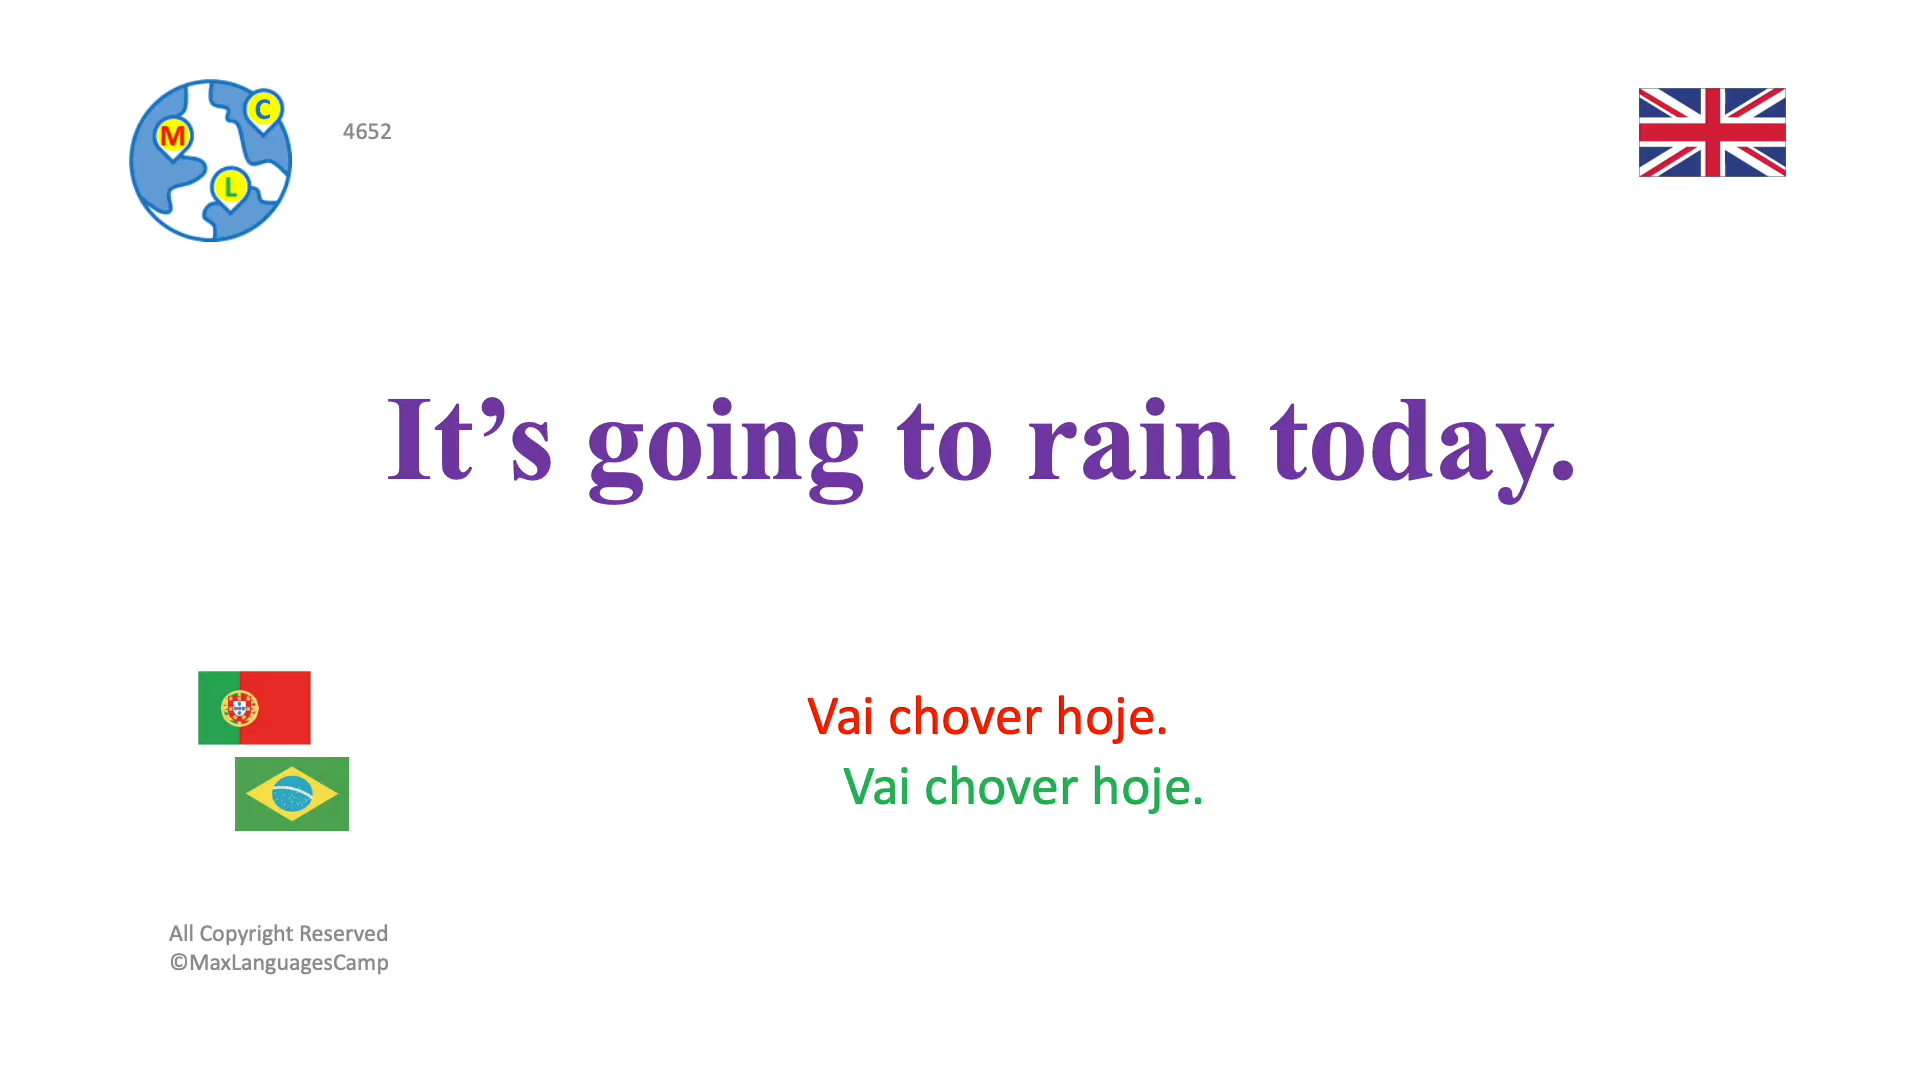 C
M
L
4652
It’s going to rain today.
Vai chover hoje.
Vai chover hoje.
All Copyright Reserved
©MaxLanguagesCamp